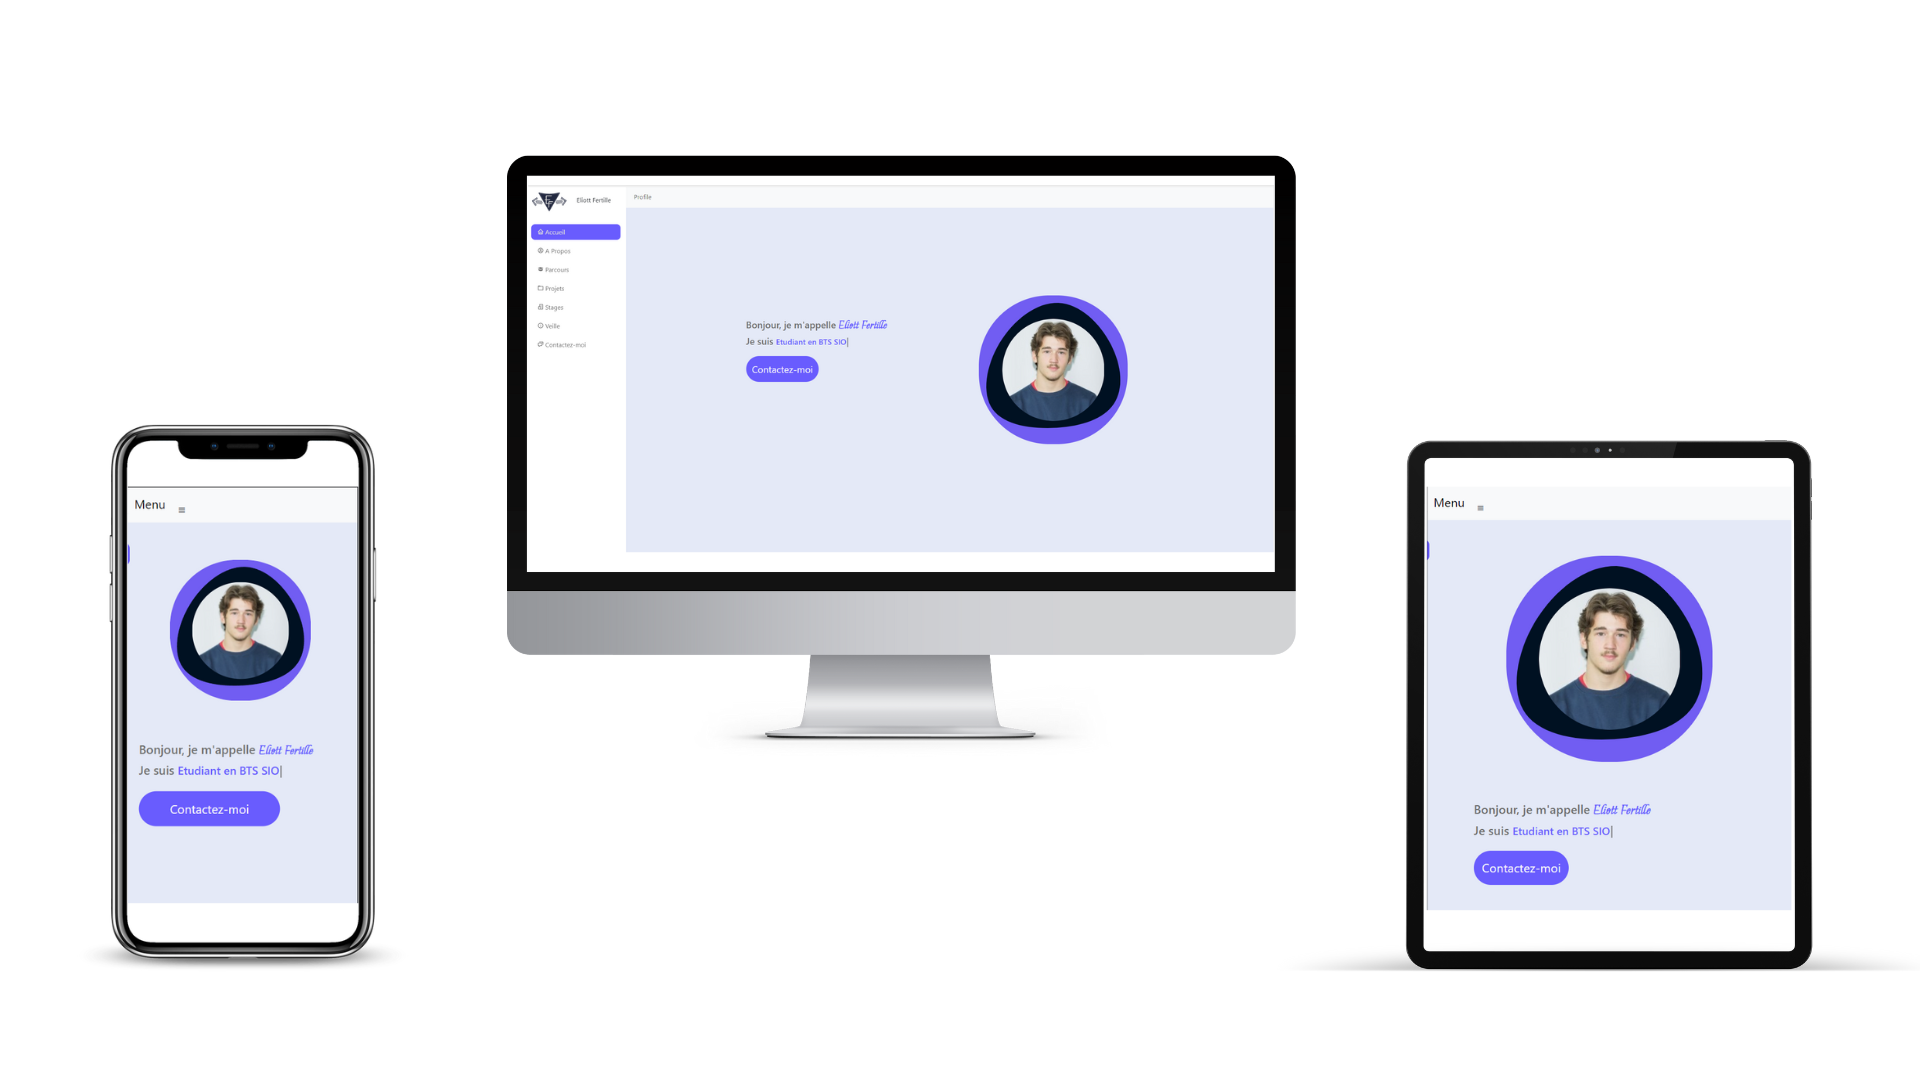 Eliott Fertille
Profile
Accueil
A Propos
Parcours
Projets
Stages
Veille
Contactez-moi
Bonjour, je m'appelle Eliott Fertille
Je suis Etudiant en BTS SIO|
Contactez-moi
Menu
Bonjour, je m'appelle Eliott Fertille
Je suis Etudiant en BTS SIO|
Contactez-moi
Menu
Bonjour, je m'appelle Eliott Fertille
Je suis Etudiant en BTS SIO|
Contactez-moi